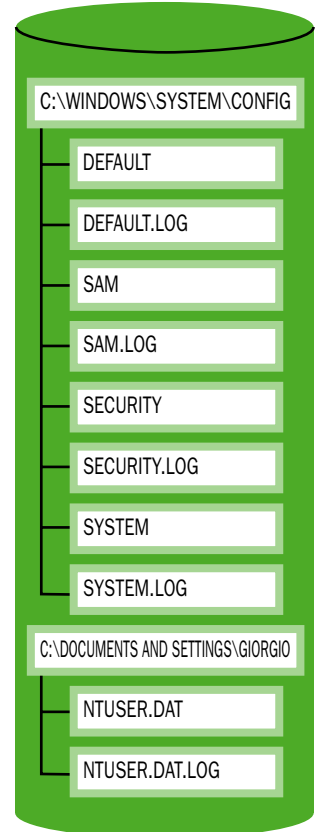 C:\WINDOWS\SYSTEM\CONFIG
DEFAULT
DEFAULT.LOG
SAM
SAM.LOG
SECURITY
SECURITY.LOG
SYSTEM
SYSTEM.LOG
C:\DOCUMENTS AND SETTINGS\GIORGIO
NTUSER.DAT
NTUSER.DAT.LOG